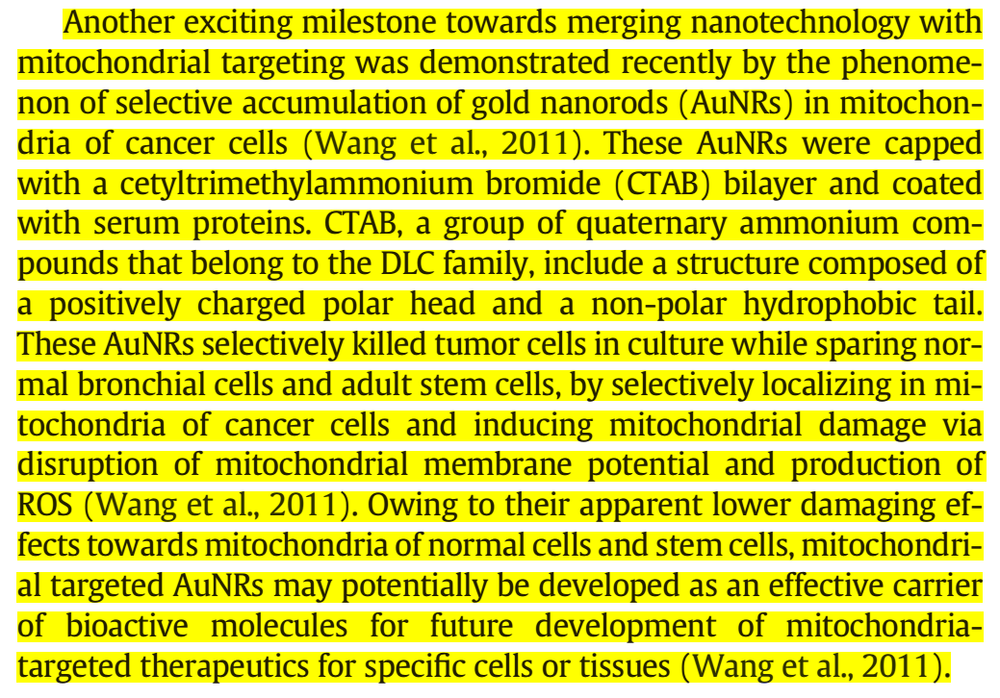 Another exciting milestone towards merging nanotechnology with
mitochondrial targeting was demonstrated recently by the phenome-
non of selective accumulation of gold nanorods (AuNRs) in mitochon-
dria of cancer cells (Wang et al., 2011). These AuNRs were capped
with a cetyltrimethylammonium bromide (CTAB) bilayer and coated
with serum proteins. CTAB, a group of quaternary ammonium com-
pounds that belong to the DLC family, include a structure composed of
a positively charged polar head and a non-polar hydrophobic tail.
These AuNRs selectively killed tumor cells in culture while sparing nor-
mal bronchial cells and adult stem cells, by selectively localizing in mi-
tochondria of cancer cells and inducing mitochondrial damage via
disruption of mitochondrial membrane potential and production of
ROS (Wang et al., 2011). Owing to their apparent lower damaging ef-
fects towards mitochondria of normal cells and stem cells, mitochondri-
al targeted AuNRs may potentially be developed as an effective carrier
of bioactive molecules for future development of mitochondria-
targeted therapeutics for specific cells or tissues (Wang et al., 2011).